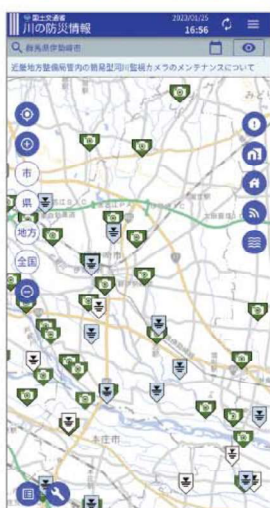 国土交通省
川の防災情報
2023/01/25
16:56
群馬県伊勢崎市
近畿地方整備局管内の簡易型河川監視カメラのメンテナンスについて
市
県
地方
全国
本庄市